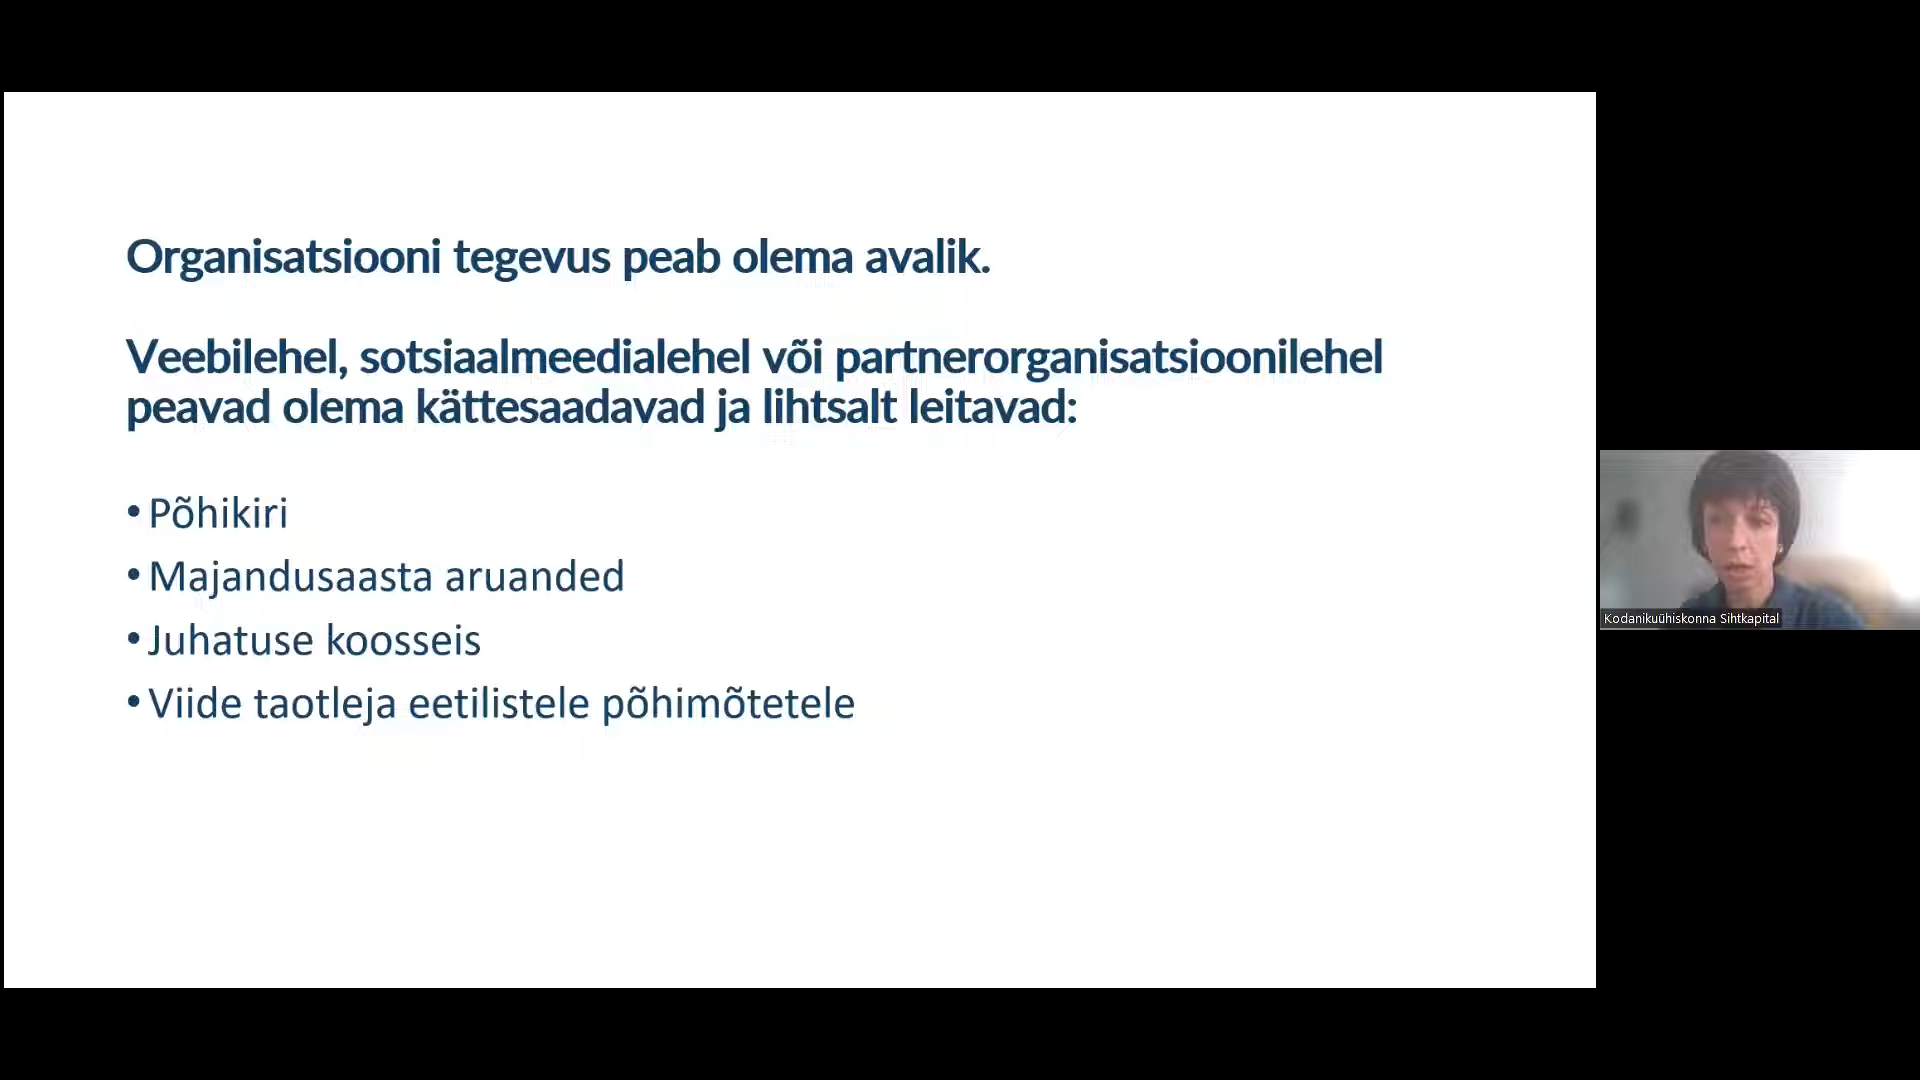 Organisatsiooni tegevus peab olema avalik.
Veebilehel, sotsiaalmeedialehel või partnerorganisatsioonilehel
peavad olema kättesaadavad ja lihtsalt leitavad:
• Põhikiri
• Majandusaasta aruanded
• Juhatuse koosseis
• Viide taotleja eetilistele põhimõtetele
Kodanikuühiskonna Sihtkapital